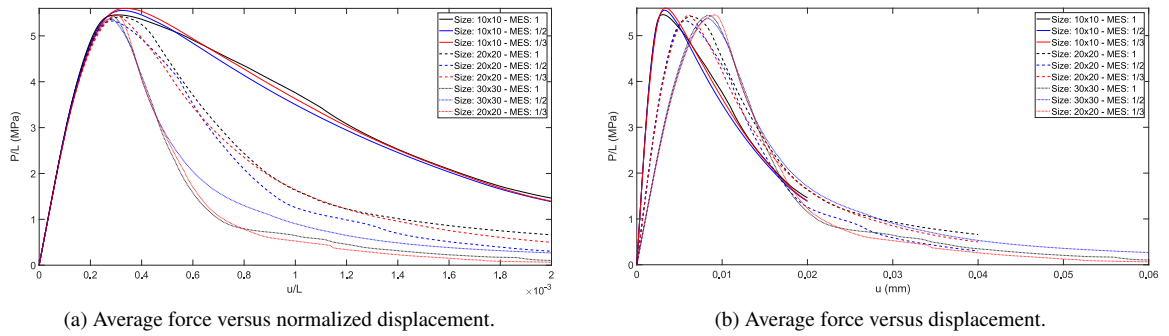 P/L (MPa)
5
4
3
2
1
0
0 0.2 0.4 0.6 0.8 1 1.2 1.4 1.6 1.8 2
u/L
×10⁻³
Size: 10x10 - MES: 1
Size: 10x10 - MES: 1/2
Size: 10x10 - MES: 1/3
Size: 20x20 - MES: 1
Size: 20x20 - MES: 1/2
Size: 20x20 - MES: 1/3
Size: 30x30 - MES: 1
Size: 30x30 - MES: 1/2
Size: 20x20 - MES: 1/3
(a) Average force versus normalized displacement.
P/L (MPa)
5
4
3
2
1
0
0 0.01 0.02 0.03 0.04 0.05 0.06
u (mm)
Size: 10x10 - MES: 1
Size: 10x10 - MES: 1/2
Size: 10x10 - MES: 1/3
Size: 20x20 - MES: 1
Size: 20x20 - MES: 1/2
Size: 20x20 - MES: 1/3
Size: 30x30 - MES: 1
Size: 30x30 - MES: 1/2
Size: 20x20 - MES: 1/3
(b) Average force versus displacement.